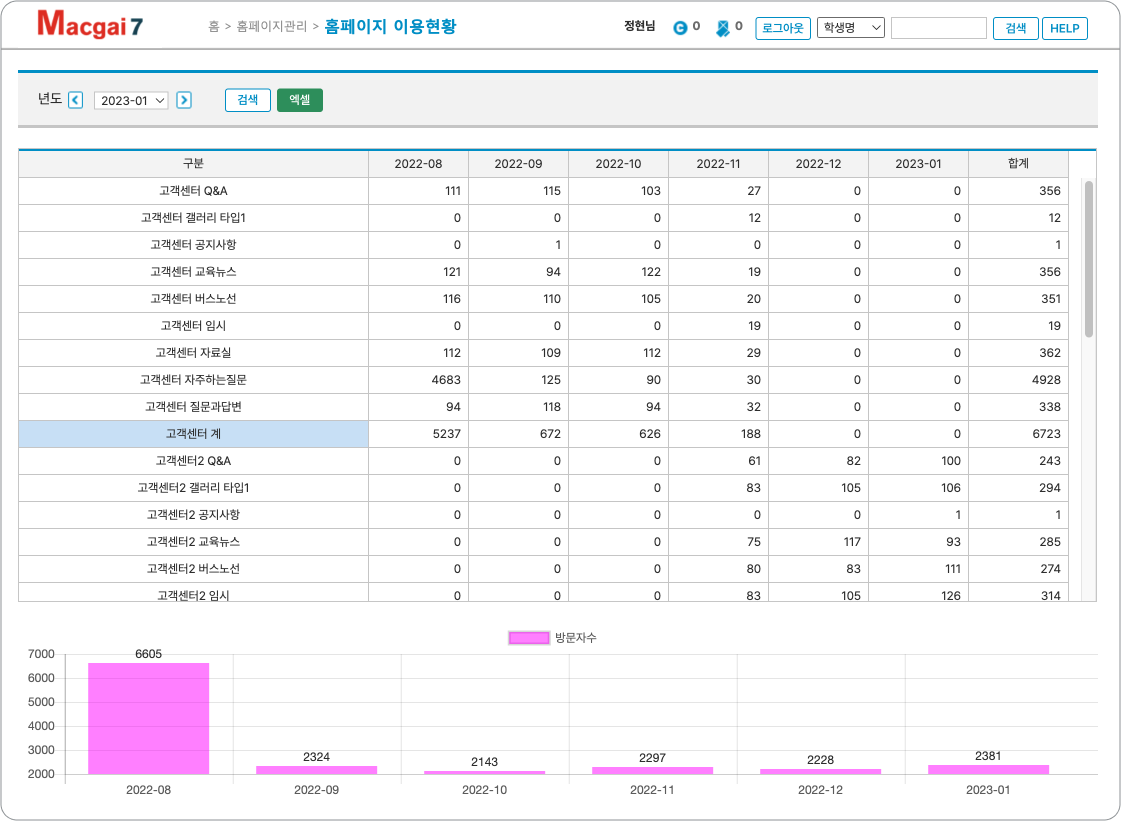 Macgai 7
홈 > 홈페이지관리 > 홈페이지 이용현황
정현님 C 0 0 로그아웃 학생명 검색 HELP
년도 2023-01 검색 엑셀
구분 2022-08 2022-09 2022-10 2022-11 2022-12 2023-01 합계
고객센터 Q&A 111 115 103 27 0 0 356
고객센터 갤러리 타입1 0 0 0 12 0 0 12
고객센터 공지사항 0 1 0 0 0 0 1
고객센터 교육뉴스 121 94 122 19 0 0 356
고객센터 버스노선 116 110 105 20 0 0 351
고객센터 임시 0 0 0 19 0 0 19
고객센터 자료실 112 109 112 29 0 0 362
고객센터 자주하는질문 4683 125 90 30 0 0 4928
고객센터 질문과답변 94 118 94 32 0 0 338
고객센터 계 5237 672 626 188 0 0 6723
고객센터2 Q&A 0 0 0 61 82 100 243
고객센터2 갤러리 타입1 0 0 0 83 105 106 294
고객센터2 공지사항 0 0 0 0 0 1 1
고객센터2 교육뉴스 0 0 0 75 117 93 285
고객센터2 버스노선 0 0 0 80 83 111 274
고객센터2 임시 0 0 0 83 105 126 314
방문자수
7000
6000
5000
4000
3000
2000
6605 2324 2143 2297 2228 2381
2022-08 2022-09 2022-10 2022-11 2022-12 2023-01